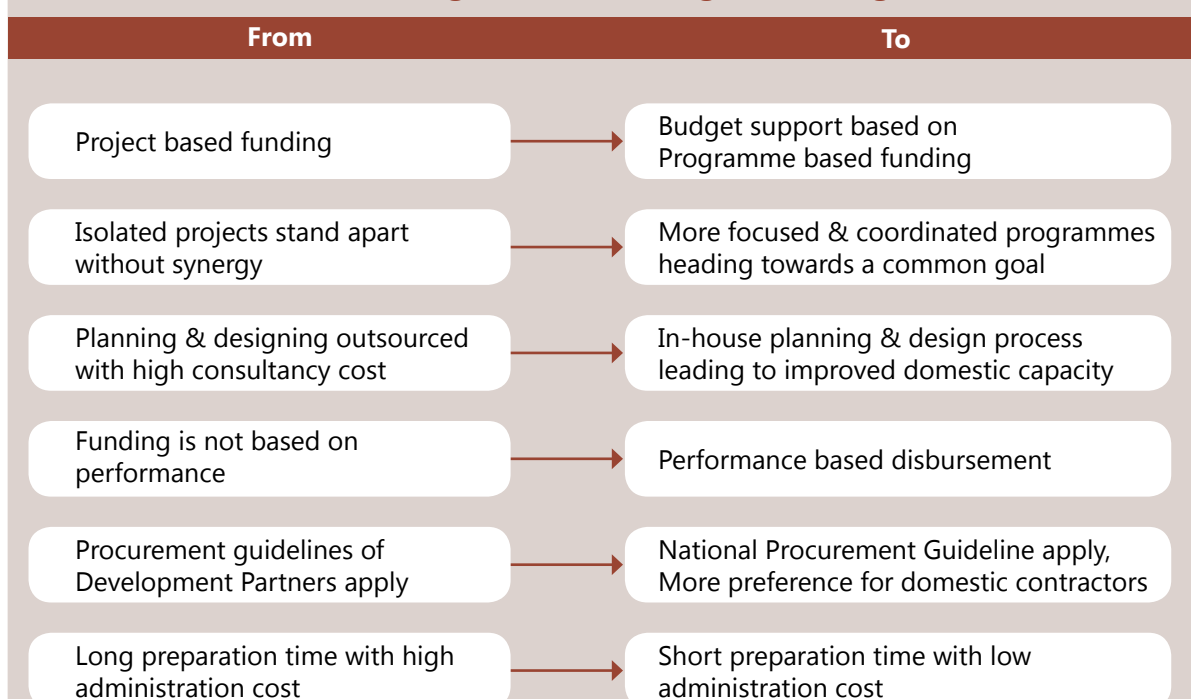 From
To
Project based funding
Budget support based on
Programme based funding
Isolated projects stand apart
without synergy
More focused & coordinated programmes
heading towards a common goal
Planning & designing outsourced
with high consultancy cost
In-house planning & design process
leading to improved domestic capacity
Funding is not based on
performance
Performance based disbursement
Procurement guidelines of
Development Partners apply
National Procurement Guideline apply,
More preference for domestic contractors
Long preparation time with high
administration cost
Short preparation time with low
administration cost